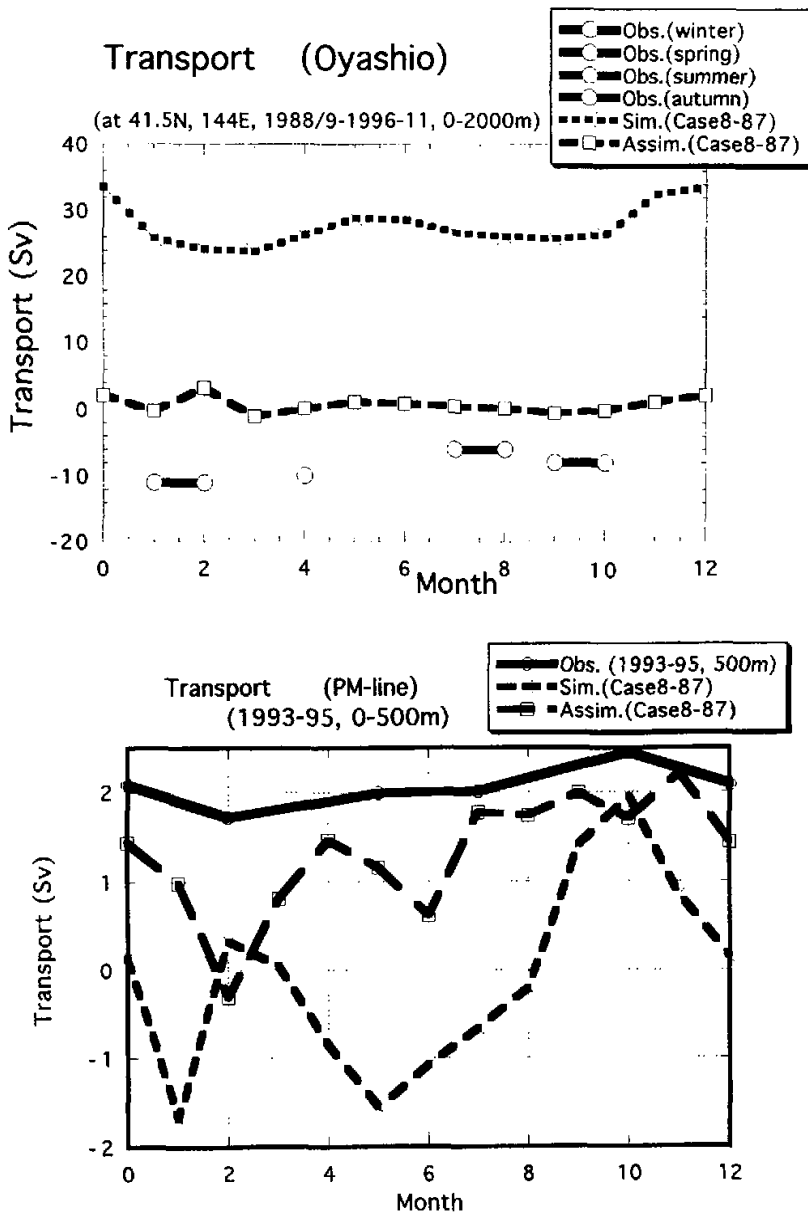 Transport (Oyashio)
(at 41.5N, 144E, 1988/9-1996-11, 0-2000m)
Obs.(winter)
Obs.(spring)
Obs.(summer)
Obs.(autumn)
Sim.(Case8-87)
Assim.(Case8-87)
Transport (Sv)
40
30
20
10
0
-10
-20
0 2 4 6 8 10 12
Month
Transport (PM-line)
(1993-95, 0-500m)
Obs. (1993-95, 500m)
Sim.(Case8-87)
Assim.(Case8-87)
Transport (Sv)
2
1
0
-1
-2
0 2 4 6 8 10 12
Month